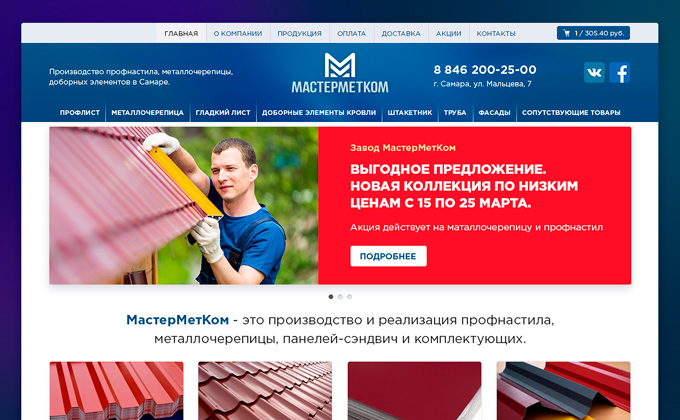 ГЛАВНАЯ О КОМПАНИИ ПРОДУКЦИЯ ОПЛАТА ДОСТАВКА АКЦИИ КОНТАКТЫ 1 / 305.40 руб.
Производство профнастила, металлочерепицы,
доборных элементов в Самаре.
МАСТЕРМЕТКОМ
8 846 200-25-00
г. Самара, ул. Мальцева, 7
ПРОФЛИСТ МЕТАЛЛОЧЕРЕПИЦА ГЛАДКИЙ ЛИСТ ДОБОРНЫЕ ЭЛЕМЕНТЫ КРОВЛИ ШТАКЕТНИК ТРУБА ФАСАДЫ СОПУТСТВУЮЩИЕ ТОВАРЫ
Завод МастерМетКом
ВЫГОДНОЕ ПРЕДЛОЖЕНИЕ.
НОВАЯ КОЛЛЕКЦИЯ ПО НИЗКИМ
ЦЕНАМ С 15 ПО 25 МАРТА.
Акция действует на маталлочерепицу и профнастил
ПОДРОБНЕЕ
МастерМетКом - это производство и реализация профнастила,
металлочерепицы, панелей-сэндвич и комплектующих.